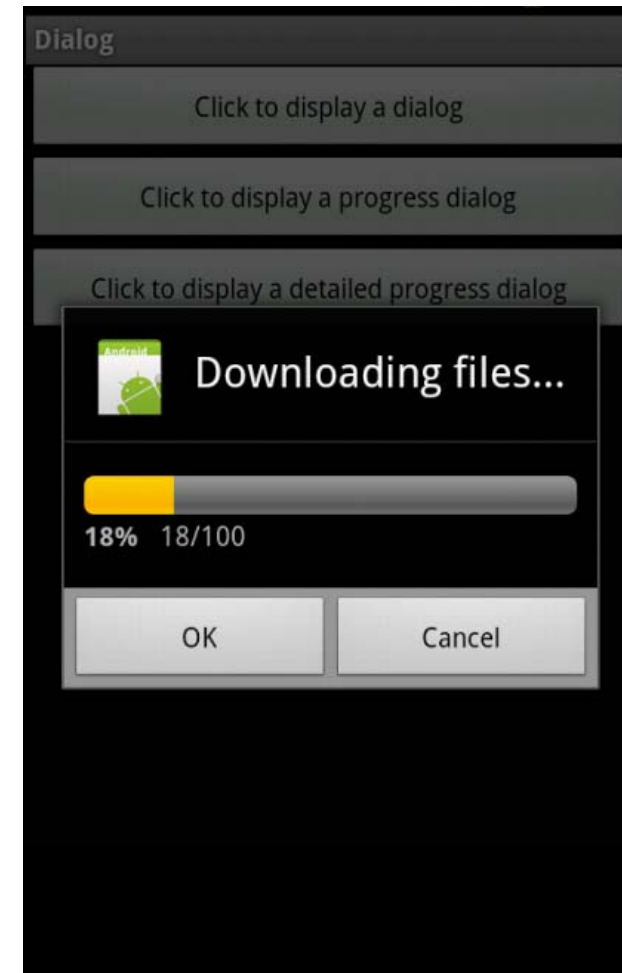 Dialog
Click to display a dialog
Click to display a progress dialog
Click to display a detailed progress dialog
Android
Downloading files...
18% 18/100
OK Cancel